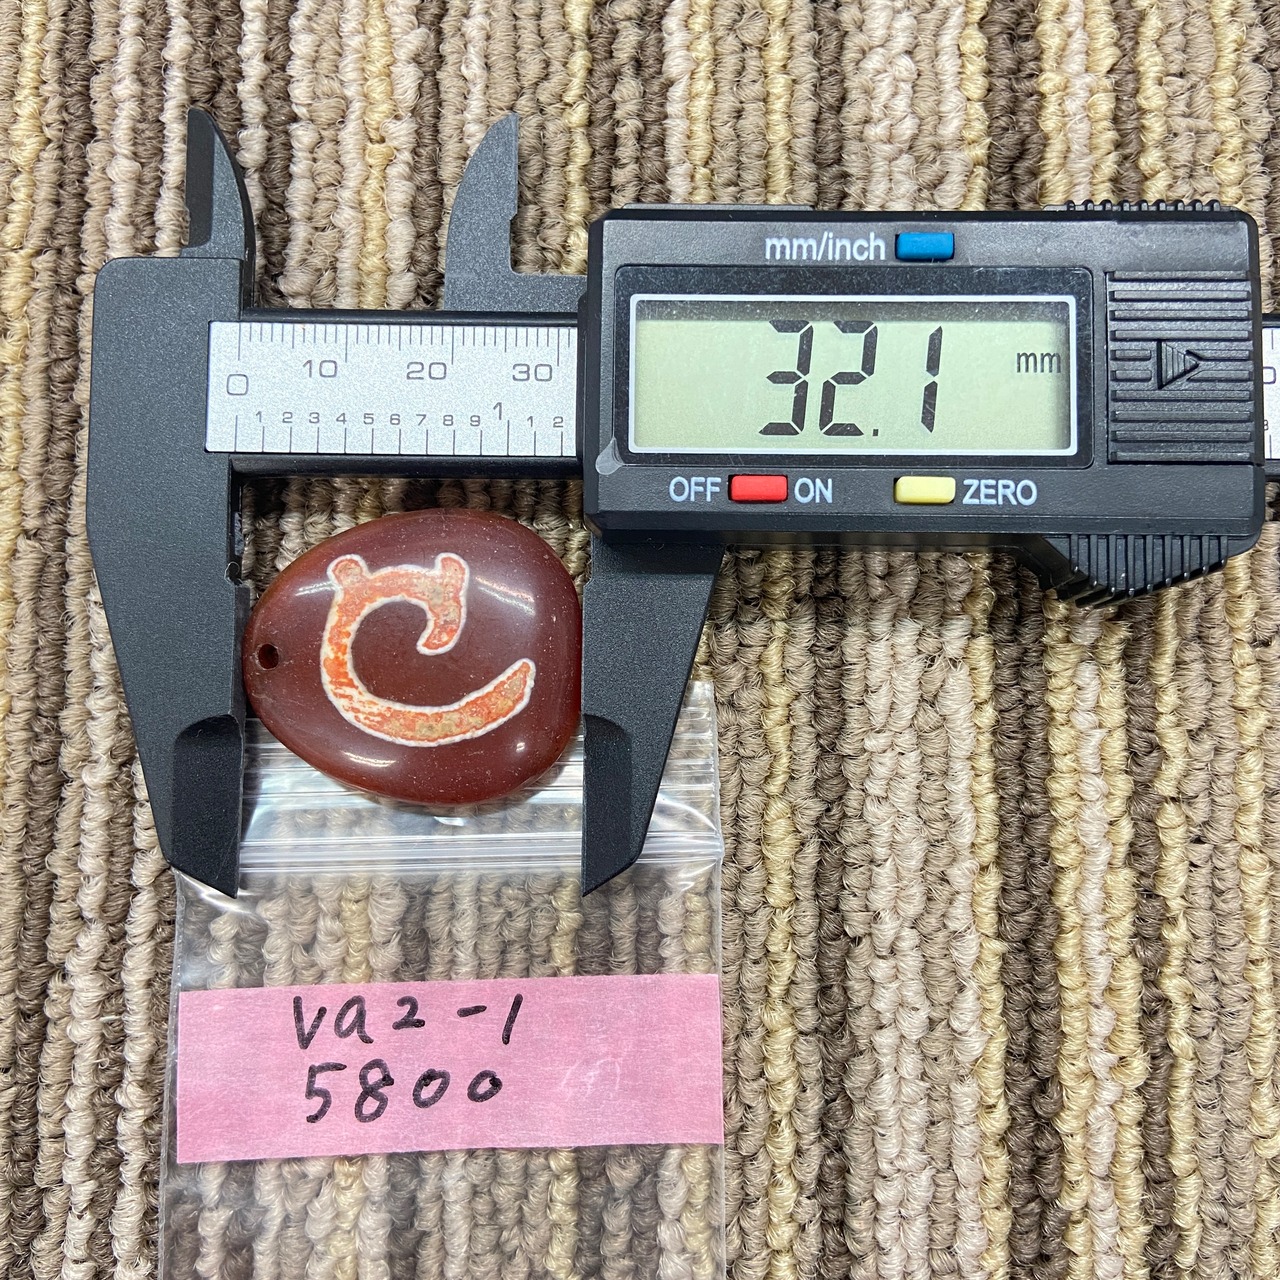 mm/inch
32.1 mm
OFF ON ZERO
0 10 20 30
1 2 3 4 5 6 7 8 9 1 1 2
va2-1
5800